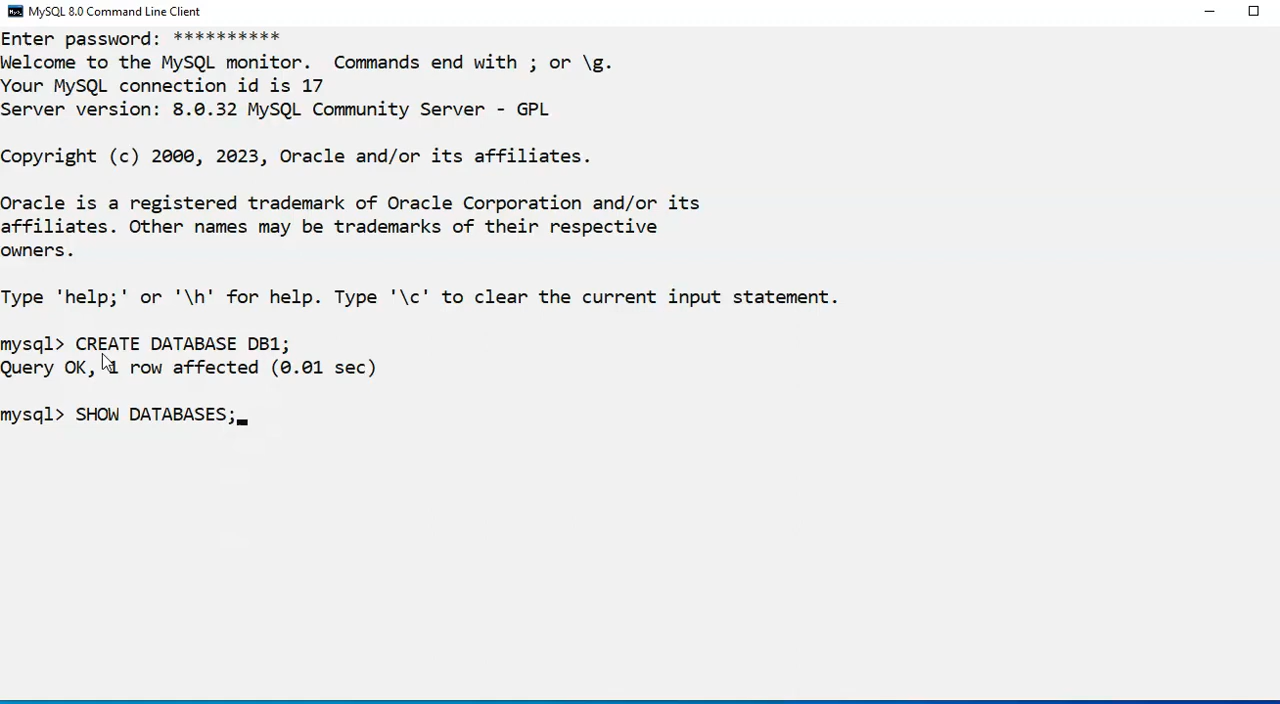 MySQL 8.0 Command Line Client
Enter password: **********
Welcome to the MySQL monitor.  Commands end with ; or \g.
Your MySQL connection id is 17
Server version: 8.0.32 MySQL Community Server - GPL
Copyright (c) 2000, 2023, Oracle and/or its affiliates.
Oracle is a registered trademark of Oracle Corporation and/or its
affiliates. Other names may be trademarks of their respective
owners.
Type 'help;' or '\h' for help. Type '\c' to clear the current input statement.
mysql> CREATE DATABASE DB1;
Query OK, 1 row affected (0.01 sec)
mysql> SHOW DATABASES;